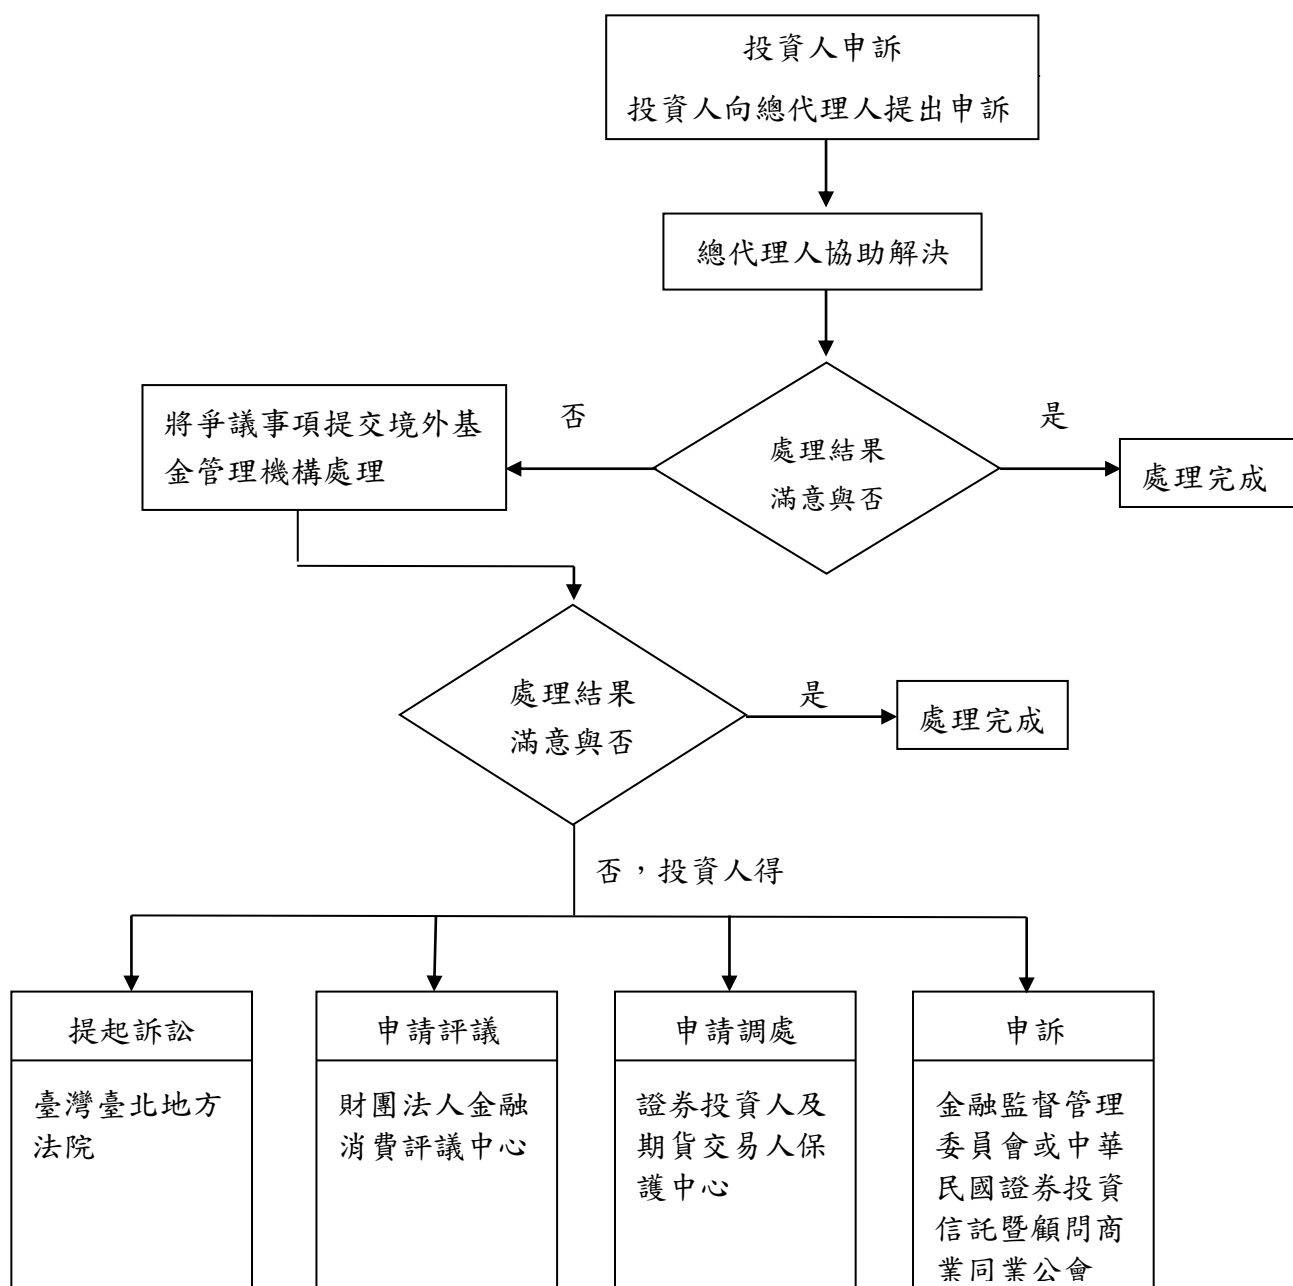 投資人申訴
投資人向總代理人提出申訴
總代理人協助解決
否
是
將爭議事項提交境外基
金管理機構處理
處理結果
滿意與否
處理完成
處理結果
滿意與否
是
處理完成
否，投資人得
提起訴訟
臺灣臺北地方
法院
申請評議
財團法人金融
消費評議中心
申請調處
證券投資人及
期貨交易人保
護中心
申訴
金融監督管理
委員會或中華
民國證券投資
信託暨顧問商
業同業公會